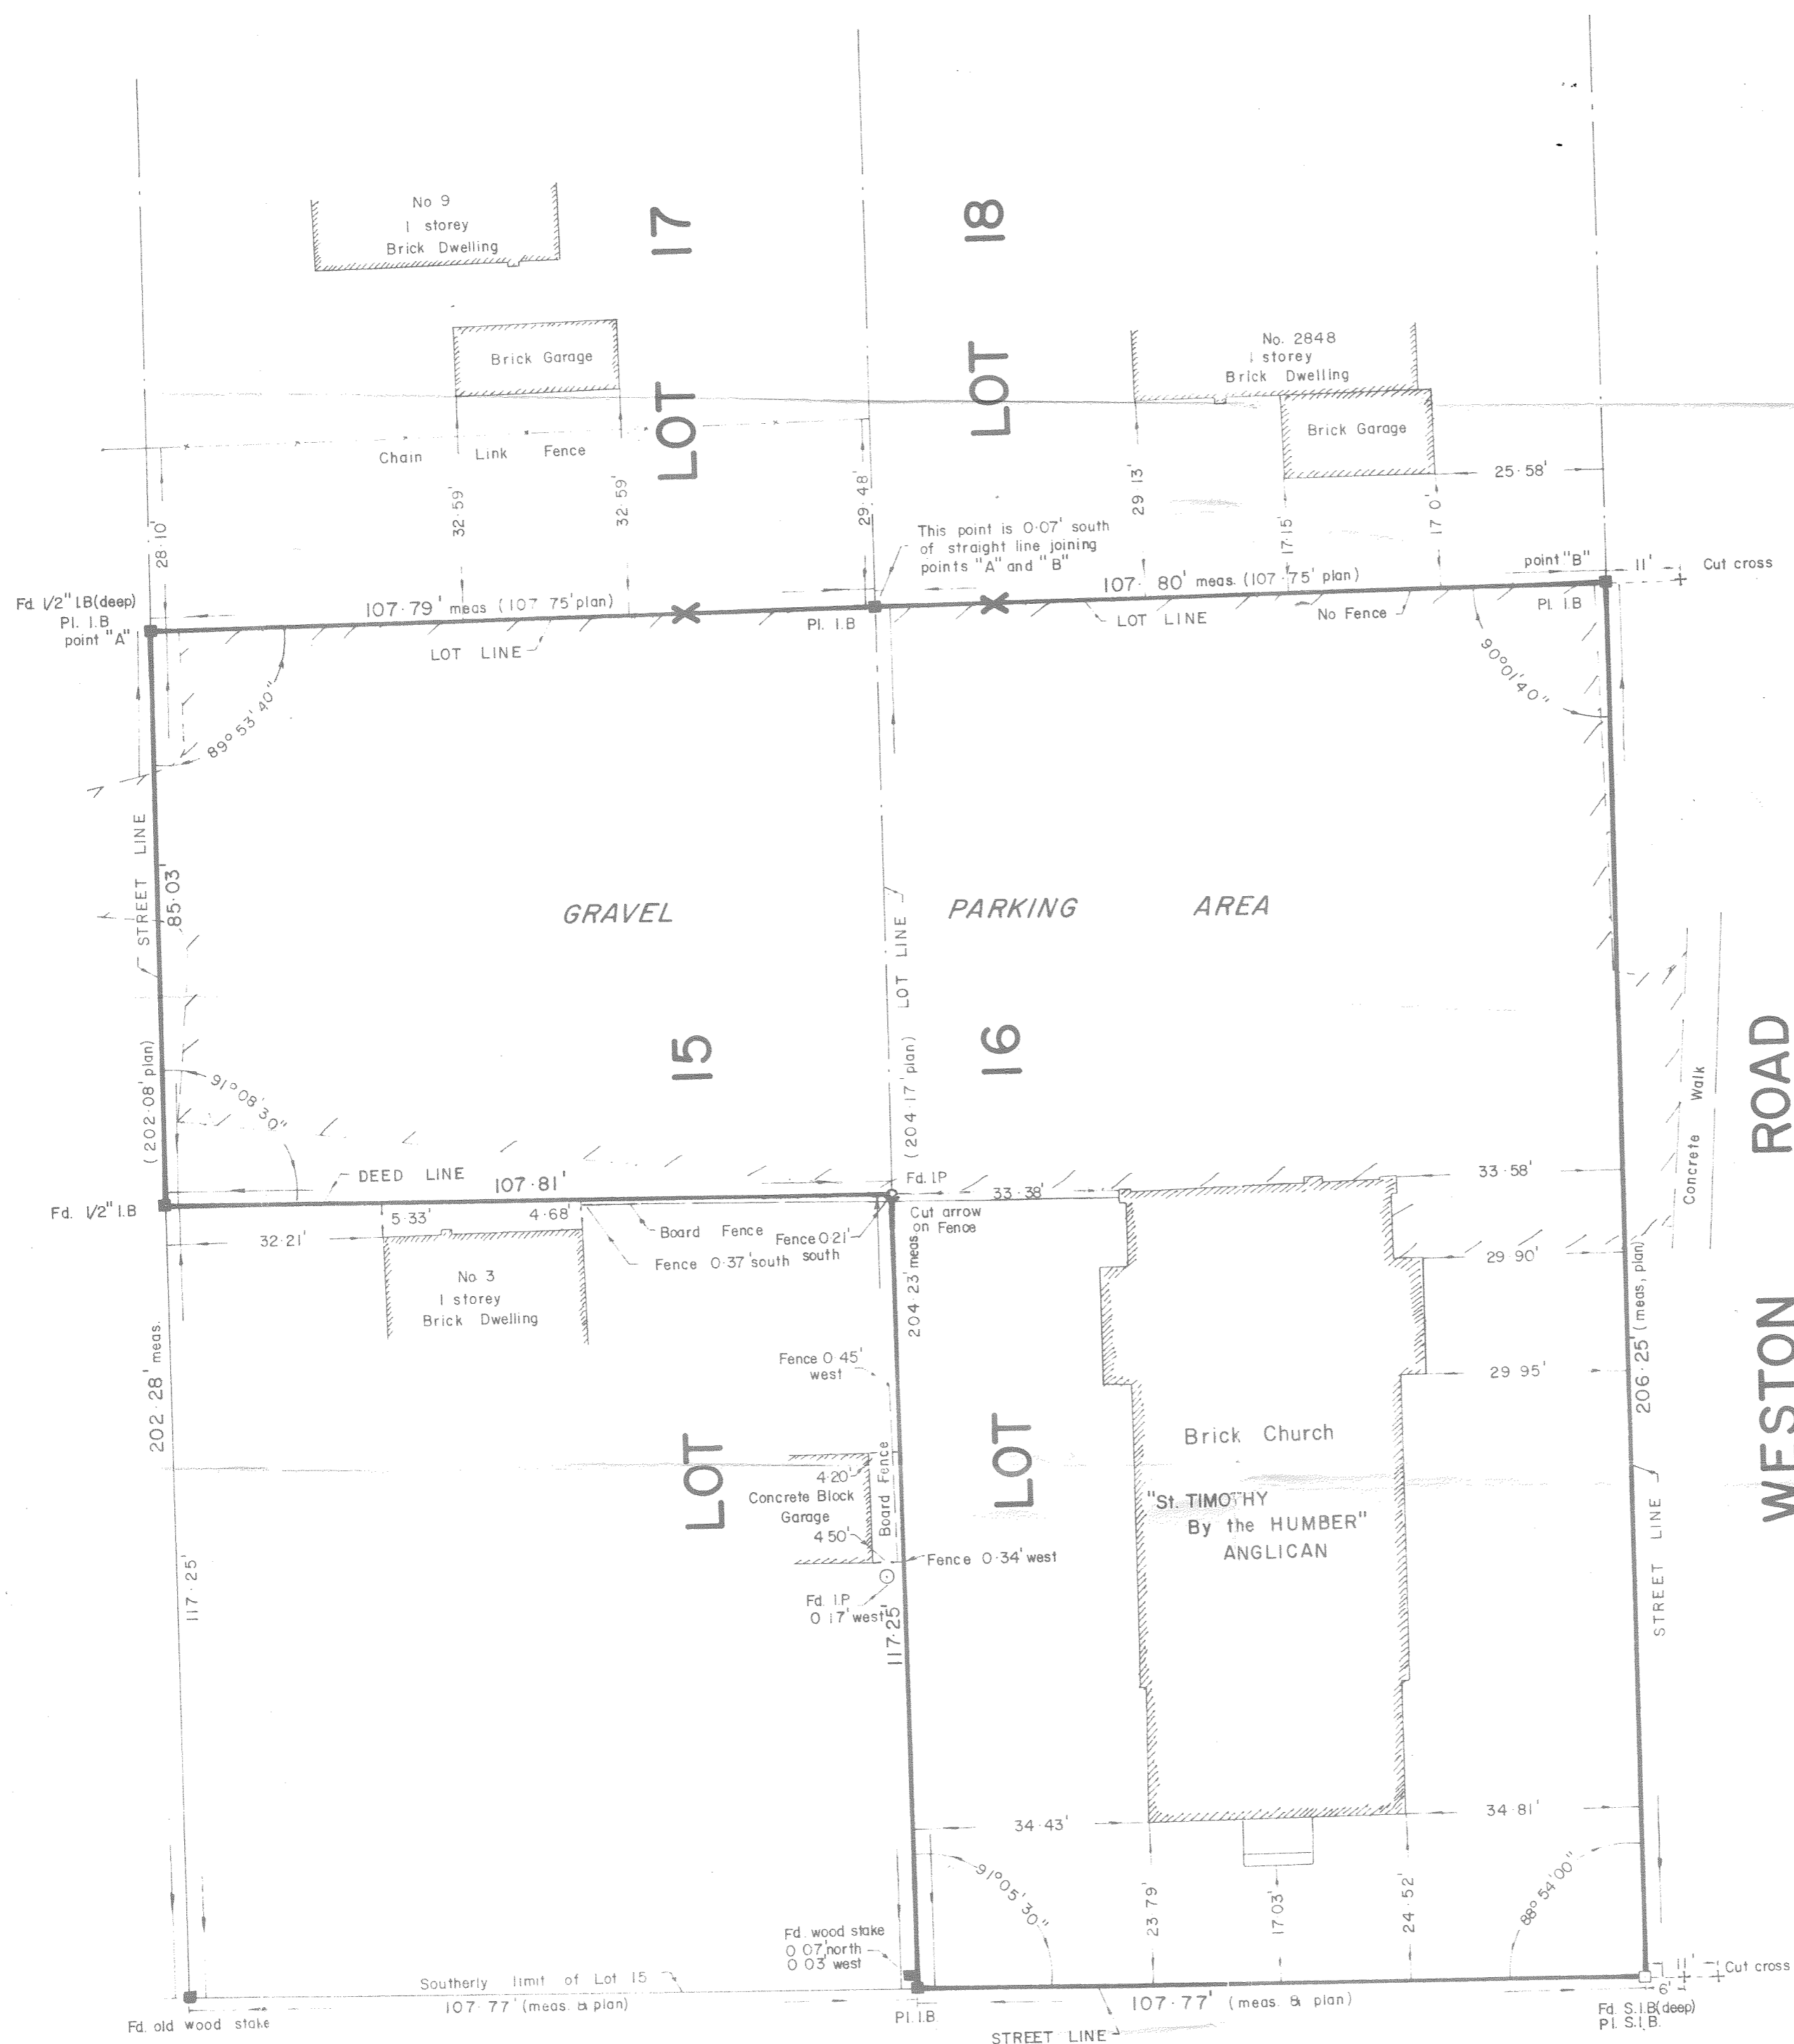 No 9
1 storey
Brick Dwelling
LOT 17
LOT 18
Brick Garage
No. 2848
1 storey
Brick Dwelling
Brick Garage
Chain Link Fence
25·58'
28·10'
32·59'
32·59'
29·48'
29·13'
17·15'
17 0'
This point is 0·07' south
of straight line joining
points "A" and "B"
point "B"
11'
Cut cross
Fd. 1/2" I.B(deep)
Pl. I.B
point "A"
107·79' meas (107 75' plan)
107·80' meas. (107·75' plan)
Pl. I.B
LOT LINE
LOT LINE
No Fence
Pl. I.B
89° 53' 40"
90°01'40"
STREET LINE
85·03'
(202·08' plan)
GRAVEL PARKING AREA
LOT LINE
(204·17' plan)
LOT 15
LOT 16
91°08'30"
DEED LINE
107·81'
Fd. I.P
33·38'
33·58'
Concrete Walk
WESTON ROAD
Fd. 1/2" I.B
5·33'
4·68'
32·21'
Board Fence
Fence 0·21'
south
Fence 0·37' south
Cut arrow
on Fence
No. 3
1 storey
Brick Dwelling
204·23' meas.
29·90'
29 95'
206·25' (meas, plan)
202·28' meas.
Fence 0·45'
west
Board Fence
4·20'
Concrete Block
Garage
4 50'
Fence 0·34' west
Fd. I.P
0 17' west
117·25'
117·25'
Brick Church
"St. TIMOTHY
By the HUMBER"
ANGLICAN
STREET LINE
34·43'
34·81'
91°05'30"
23 79'
17 03'
24·52'
88°54'00"
Fd. wood stake
0 07' north
0 03' west
Southerly limit of Lot 15
107·77' (meas. & plan)
Fd. old wood stake
Pl. I.B.
107·77' (meas. & plan)
STREET LINE
11'
6'
Cut cross
Fd. S.I.B(deep)
Pl. S.I.B.